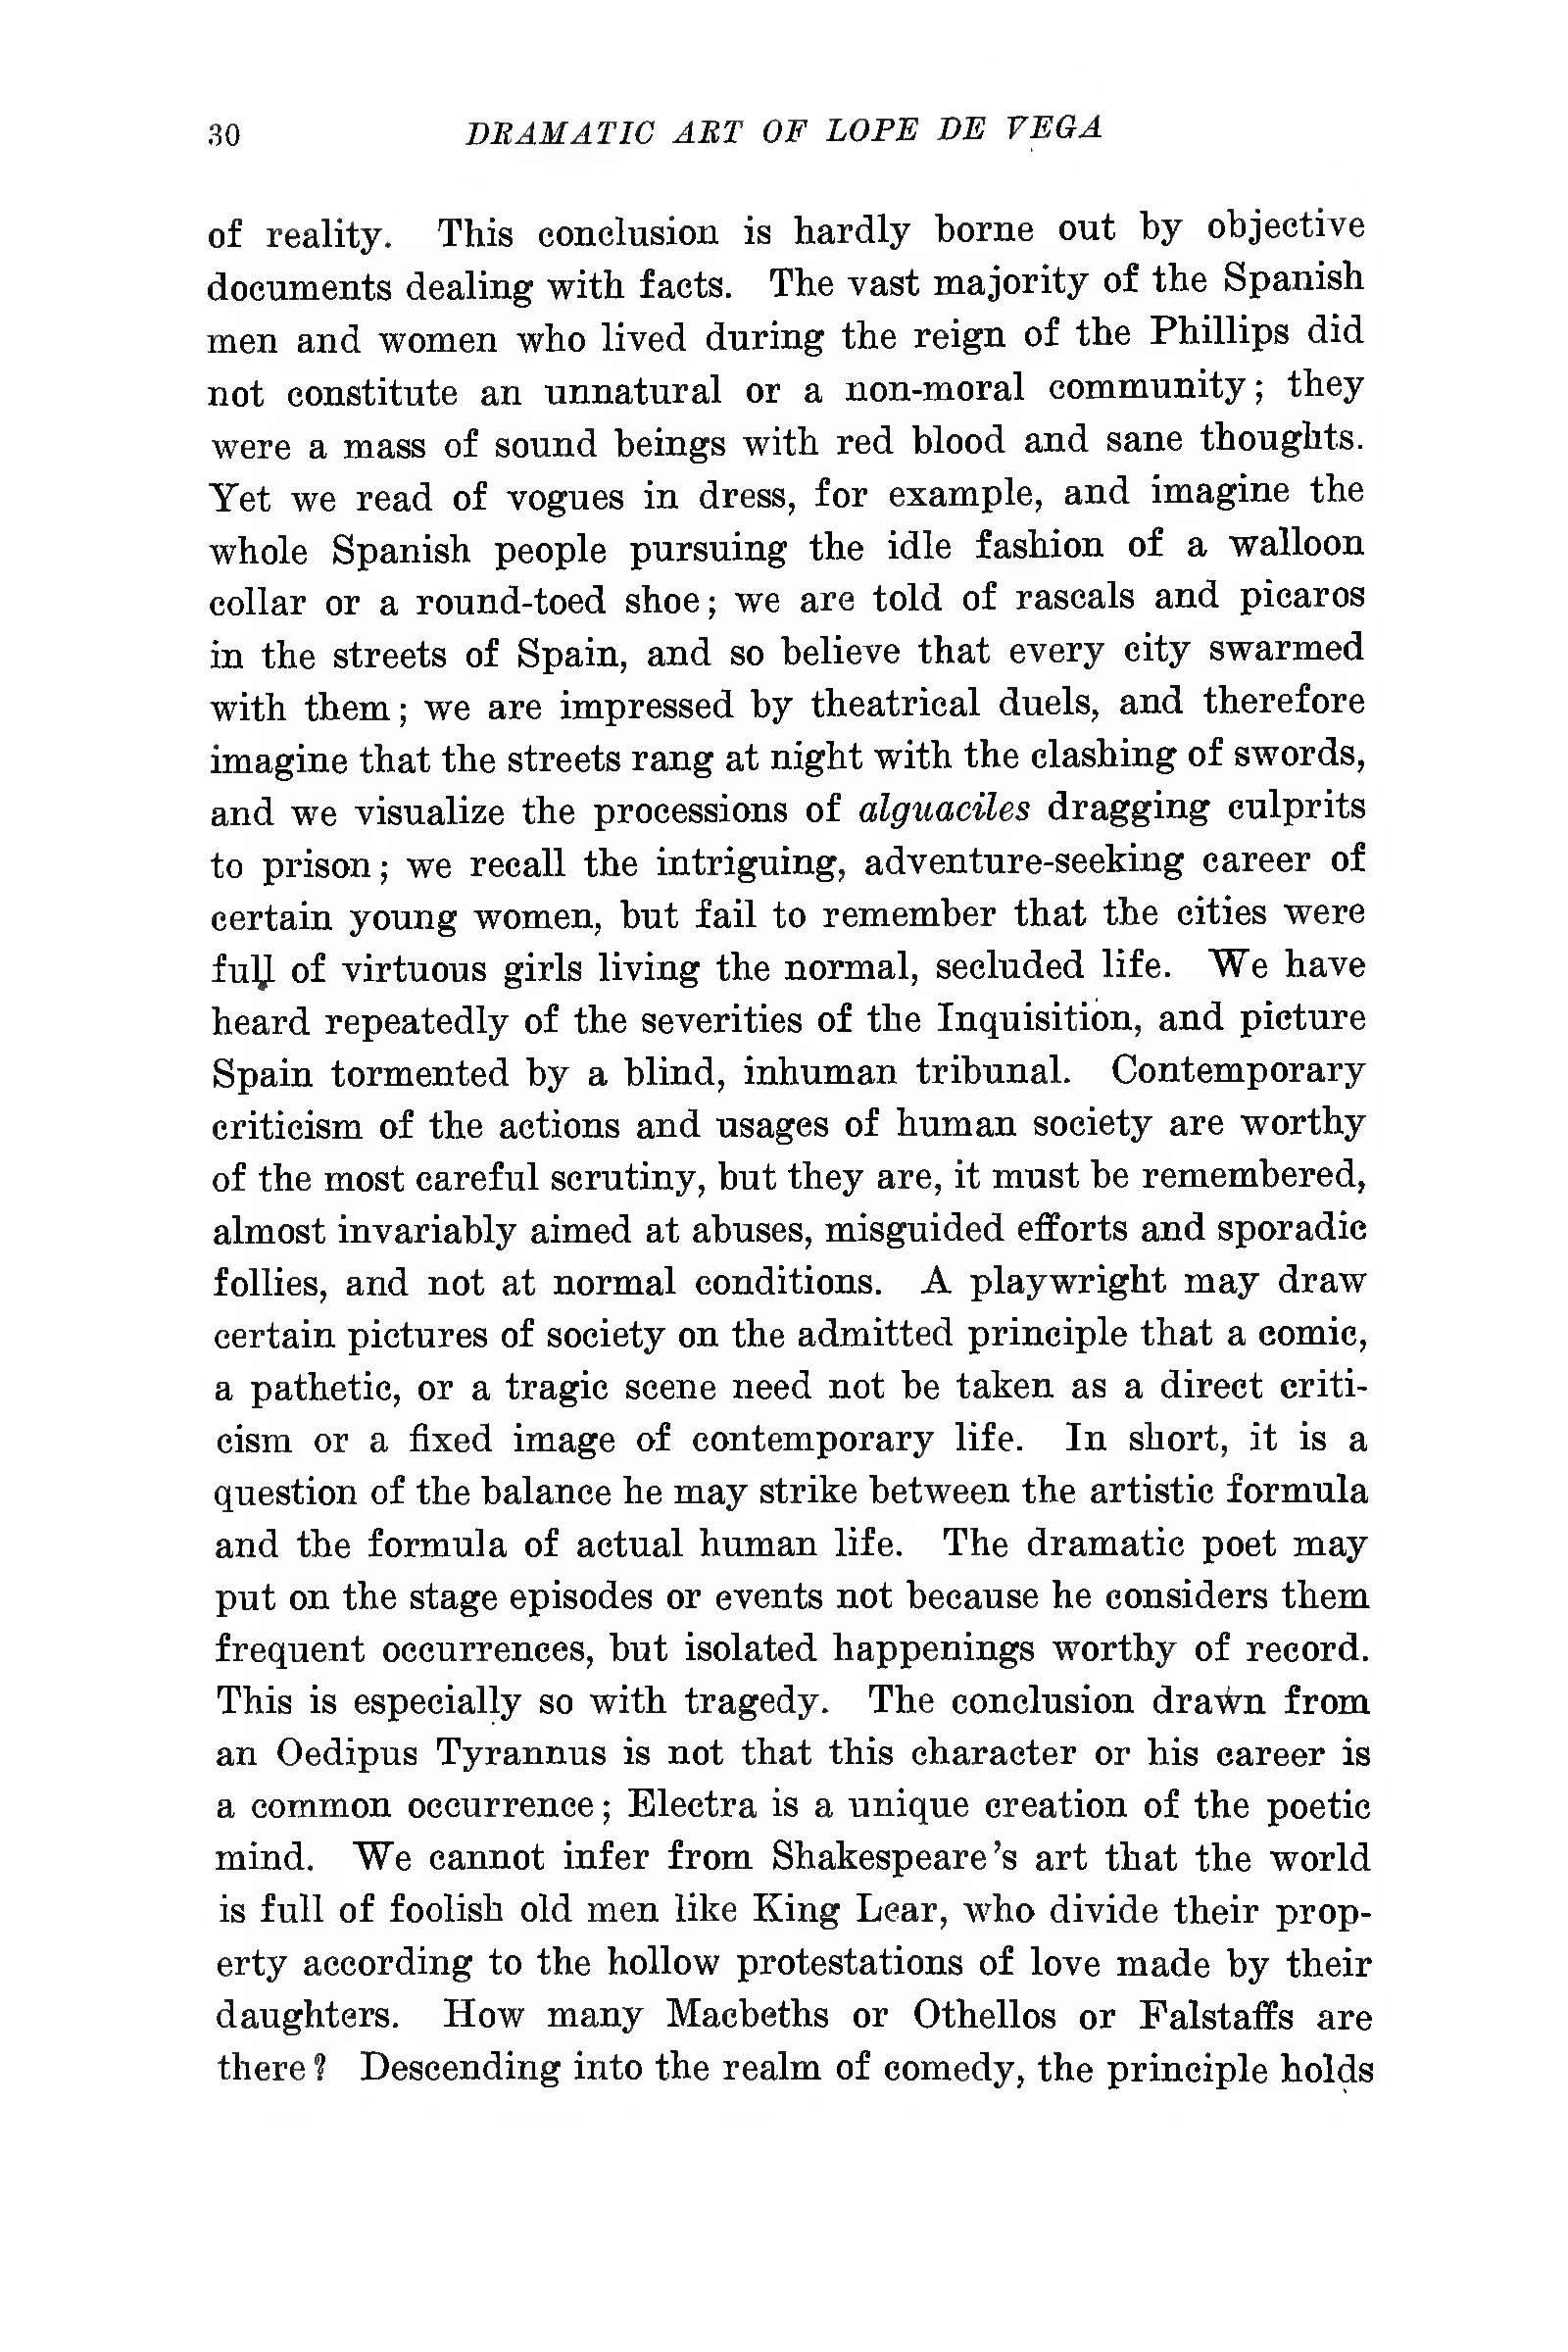 30 DRAMATIC ART OF LOPE DE VEGA
of reality. This conclusion is hardly borne out by objective
documents dealing with facts. The vast majority of the Spanish
men and women who lived during the reign of the Phillips did
not constitute an unnatural or a non-moral community; they
were a mass of sound beings with red blood and sane thoughts.
Yet we read of vogues in dress, for example, and imagine the
whole Spanish people pursuing the idle fashion of a walloon
collar or a round-toed shoe; we are told of rascals and picaros
in the streets of Spain, and so believe that every city swarmed
with them; we are impressed by theatrical duels, and therefore
imagine that the streets rang at night with the clashing of swords,
and we visualize the processions of alguaciles dragging culprits
to prison; we recall the intriguing, adventure-seeking career of
certain young women, but fail to remember that the cities were
full of virtuous girls living the normal, secluded life. We have
heard repeatedly of the severities of the Inquisition, and picture
Spain tormented by a blind, inhuman tribunal. Contemporary
criticism of the actions and usages of human society are worthy
of the most careful scrutiny, but they are, it must be remembered,
almost invariably aimed at abuses, misguided efforts and sporadic
follies, and not at normal conditions. A playwright may draw
certain pictures of society on the admitted principle that a comic,
a pathetic, or a tragic scene need not be taken as a direct criti-
cism or a fixed image of contemporary life. In short, it is a
question of the balance he may strike between the artistic formula
and the formula of actual human life. The dramatic poet may
put on the stage episodes or events not because he considers them
frequent occurrences, but isolated happenings worthy of record.
This is especially so with tragedy. The conclusion drawn from
an Oedipus Tyrannus is not that this character or his career is
a common occurrence; Electra is a unique creation of the poetic
mind. We cannot infer from Shakespeare's art that the world
is full of foolish old men like King Lear, who divide their prop-
erty according to the hollow protestations of love made by their
daughters. How many Macbeths or Othellos or Falstaffs are
there? Descending into the realm of comedy, the principle holds